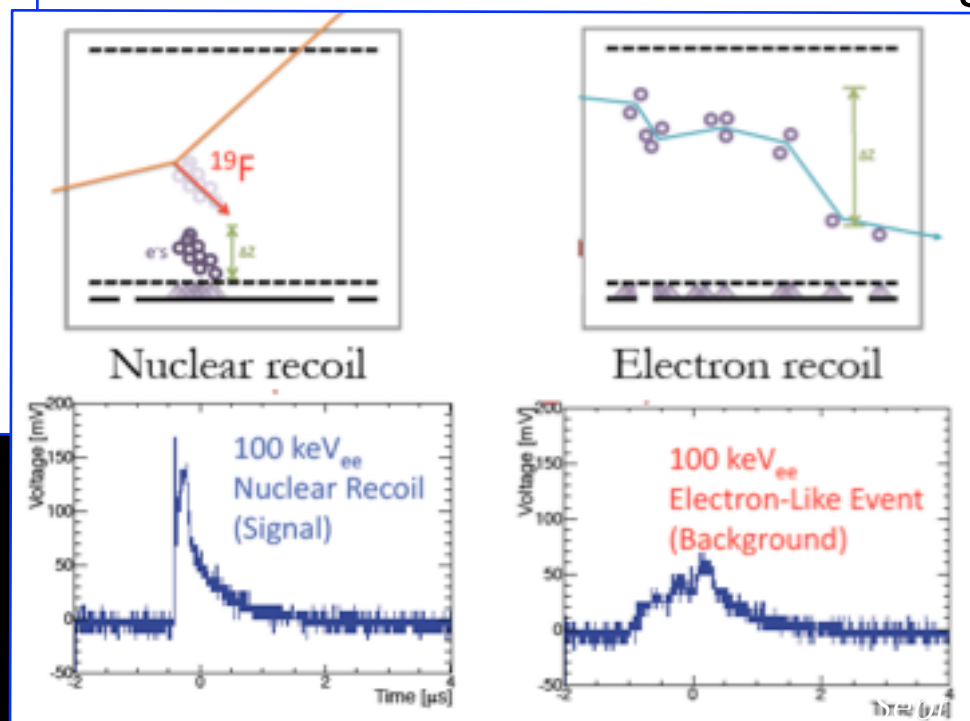 19F
e-s
ΔZ
ΔZ
Nuclear recoil
Electron recoil
Voltage [mV]
200
150
100
50
0
-50
-2
0
2
4
Time [μs]
100 keVee
Nuclear Recoil
(Signal)
Voltage [mV]
200
150
100
50
0
-50
-2
0
2
4
Time [μs]
100 keVee
Electron-Like Event
(Background)